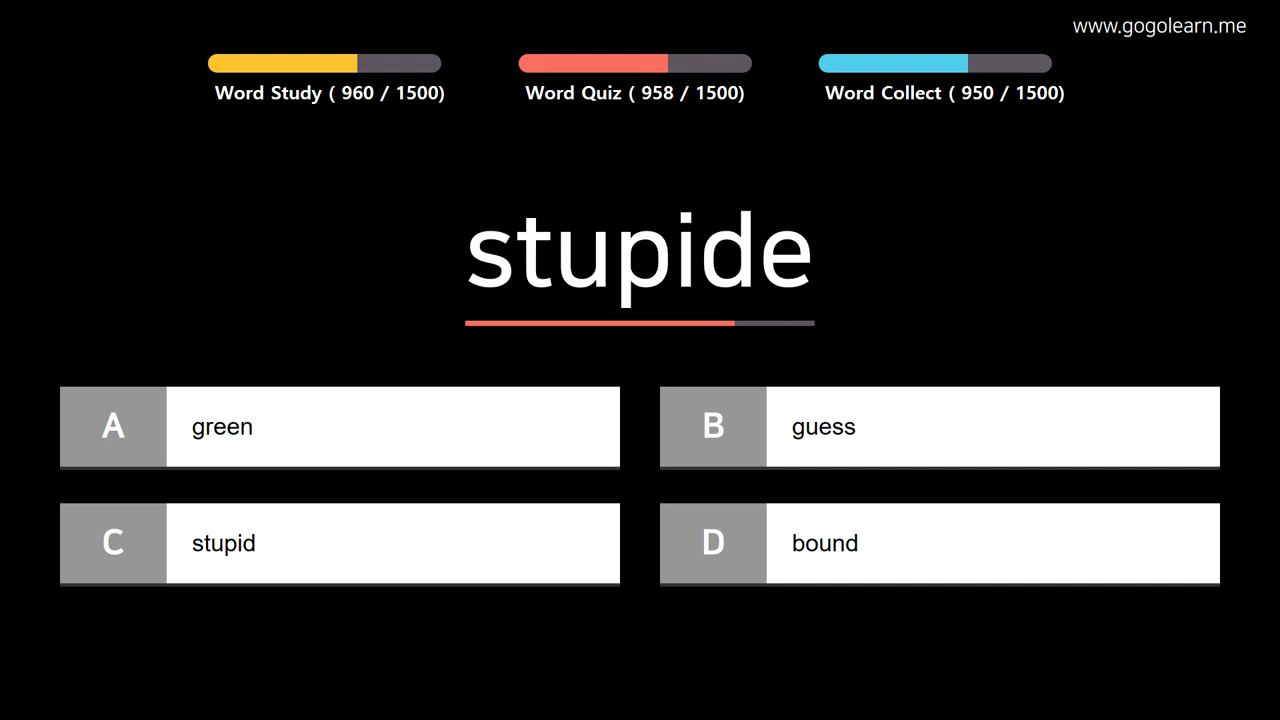 www.gogolearn.me
Word Study ( 960 / 1500)
Word Quiz ( 958 / 1500)
Word Collect ( 950 / 1500)
stupide
A green
B guess
C stupid
D bound